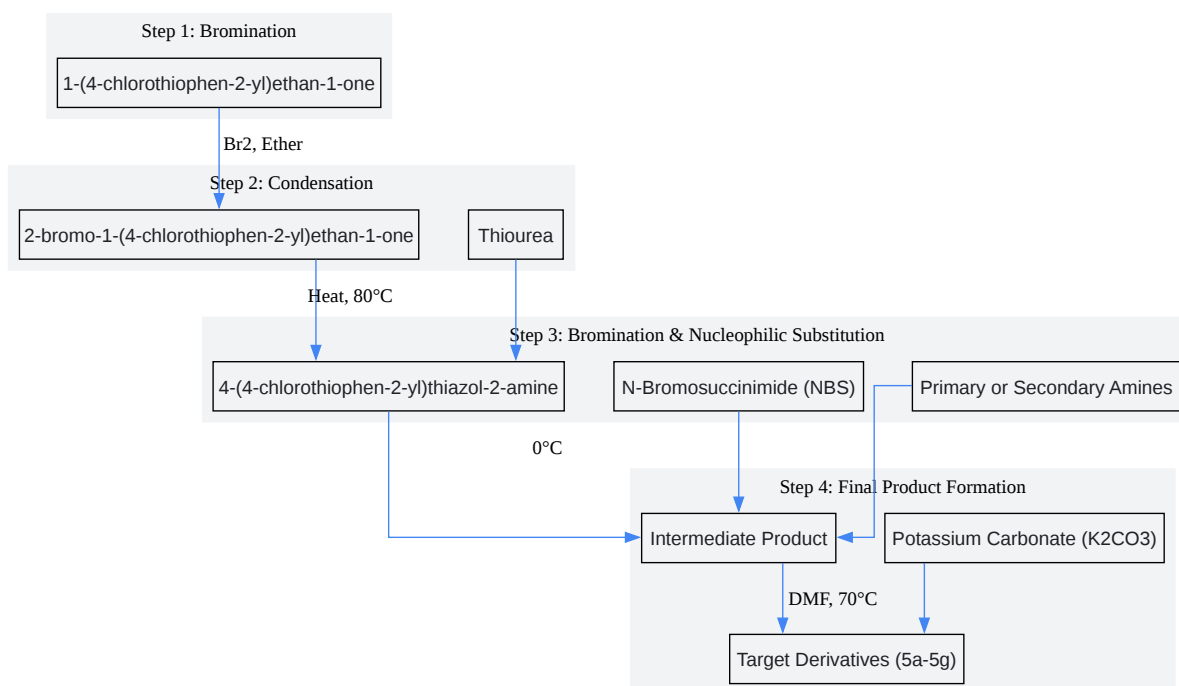 Step 1: Bromination
1-(4-chlorothiophen-2-yl)ethan-1-one
Br2, Ether
Step 2: Condensation
2-bromo-1-(4-chlorothiophen-2-yl)ethan-1-one
Thiourea
Heat, 80°C
Step 3: Bromination & Nucleophilic Substitution
4-(4-chlorothiophen-2-yl)thiazol-2-amine
N-Bromosuccinimide (NBS)
Primary or Secondary Amines
0°C
Step 4: Final Product Formation
Intermediate Product
Potassium Carbonate (K2CO3)
DMF, 70°C
Target Derivatives (5a-5g)